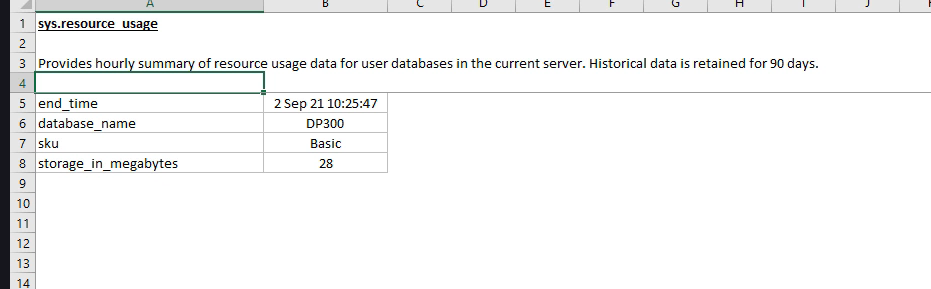 A B C D E F G H I J
1 sys.resource_usage
2
3 Provides hourly summary of resource usage data for user databases in the current server. Historical data is retained for 90 days.
4
5 end_time 2 Sep 21 10:25:47
6 database_name DP300
7 sku Basic
8 storage_in_megabytes 28
9
10
11
12
13
14